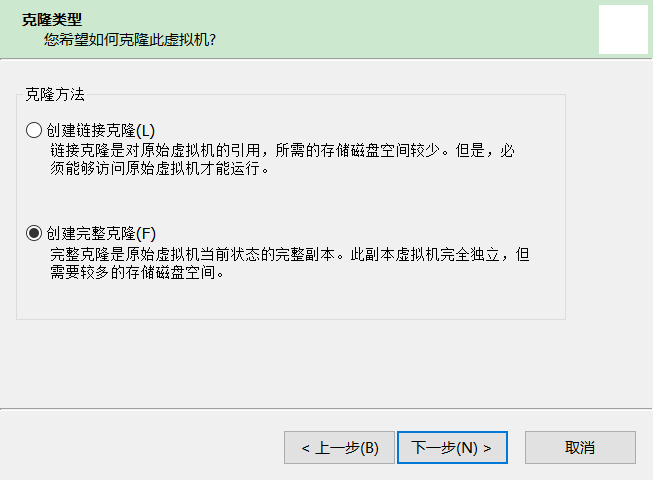 克隆类型
您希望如何克隆此虚拟机?
克隆方法
创建链接克隆(L)
链接克隆是对原始虚拟机的引用，所需的存储磁盘空间较少。但是，必
须能够访问原始虚拟机才能运行。
创建完整克隆(F)
完整克隆是原始虚拟机当前状态的完整副本。此副本虚拟机完全独立，但
需要较多的存储磁盘空间。
< 上一步(B)
下一步(N) >
取消